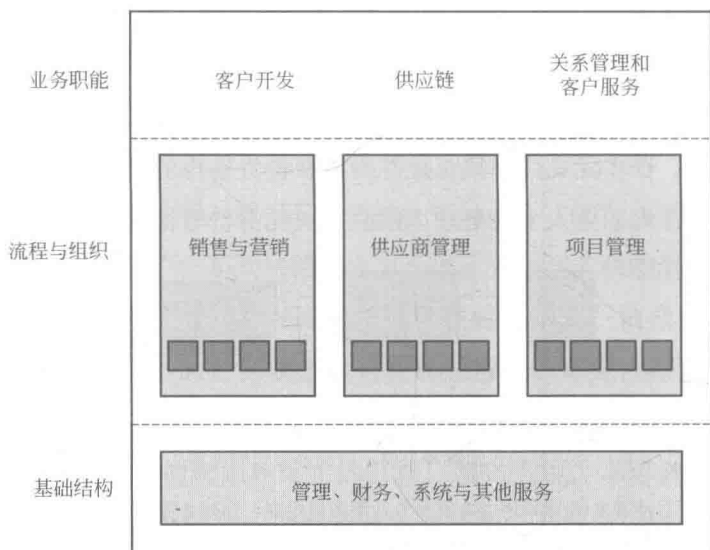 业务职能
客户开发
供应链
关系管理和
客户服务
流程与组织
销售与营销
供应商管理
项目管理
基础结构
管理、财务、系统与其他服务